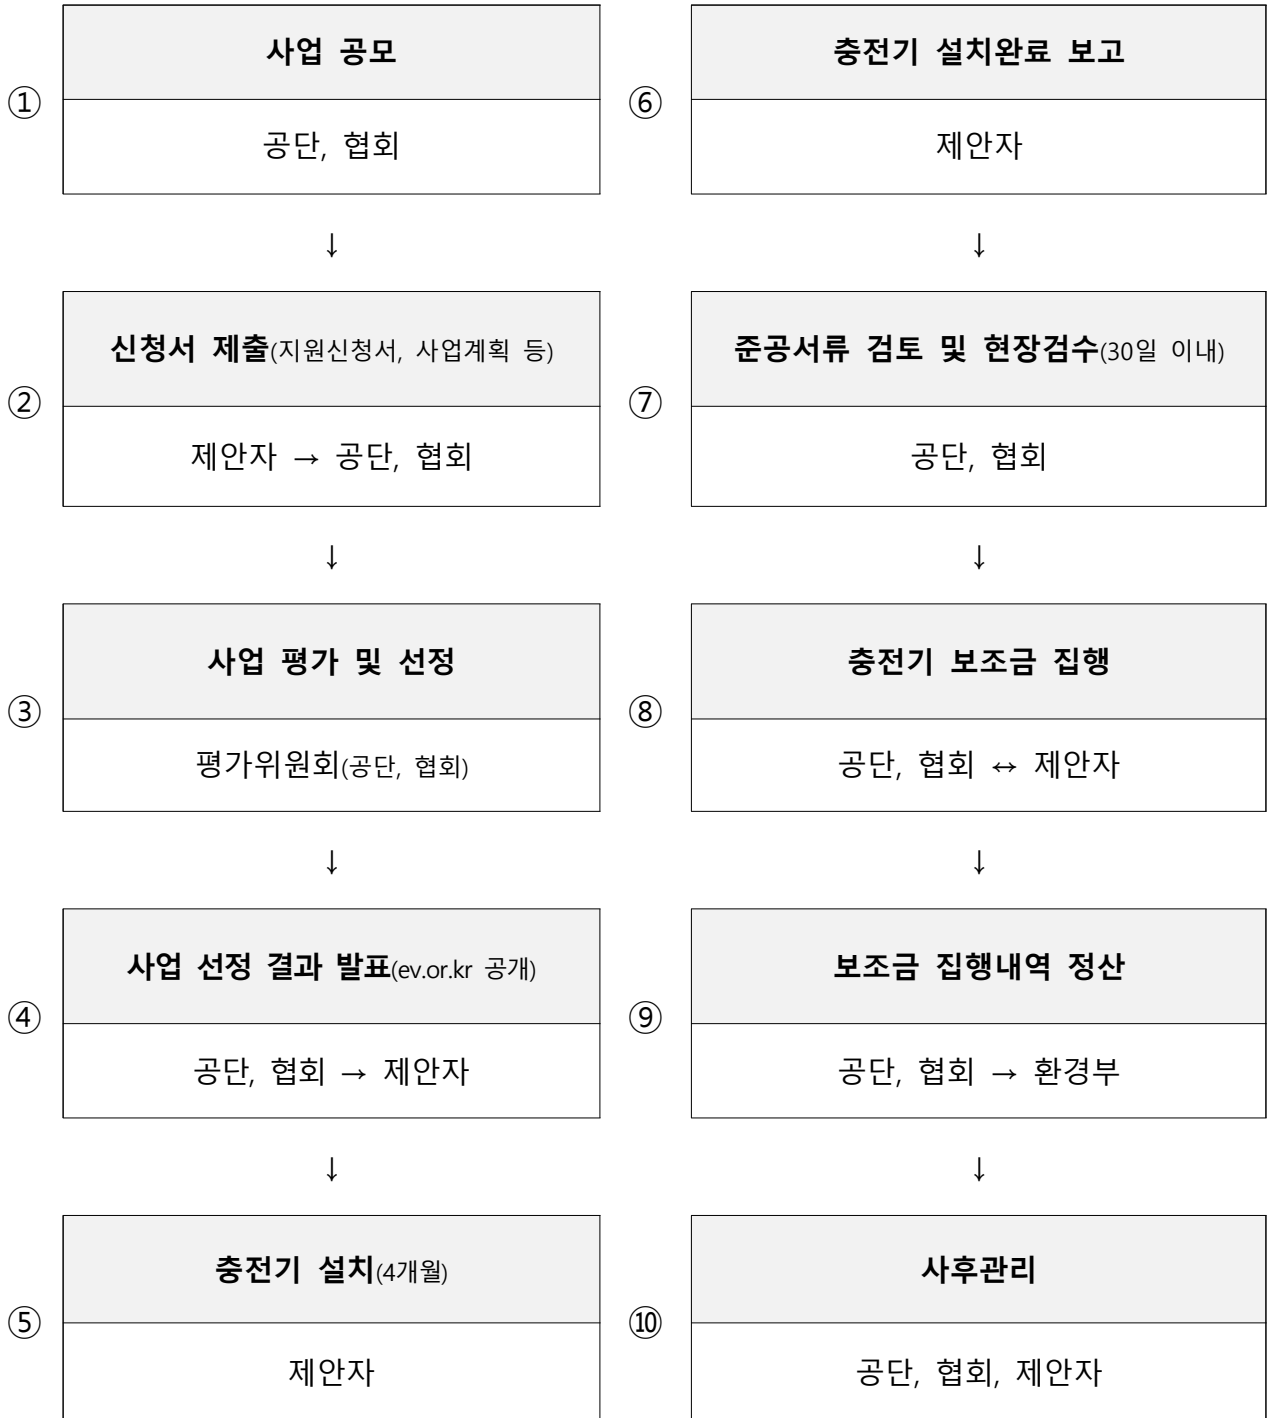 ①
사업 공모
공단, 협회
↓
②
신청서 제출(지원신청서, 사업계획 등)
제안자 → 공단, 협회
↓
③
사업 평가 및 선정
평가위원회(공단, 협회)
↓
④
사업 선정 결과 발표(ev.or.kr 공개)
공단, 협회 → 제안자
↓
⑤
충전기 설치(4개월)
제안자
⑥
충전기 설치완료 보고
제안자
↓
⑦
준공서류 검토 및 현장검수(30일 이내)
공단, 협회
↓
⑧
충전기 보조금 집행
공단, 협회 ↔ 제안자
↓
⑨
보조금 집행내역 정산
공단, 협회 → 환경부
↓
⑩
사후관리
공단, 협회, 제안자